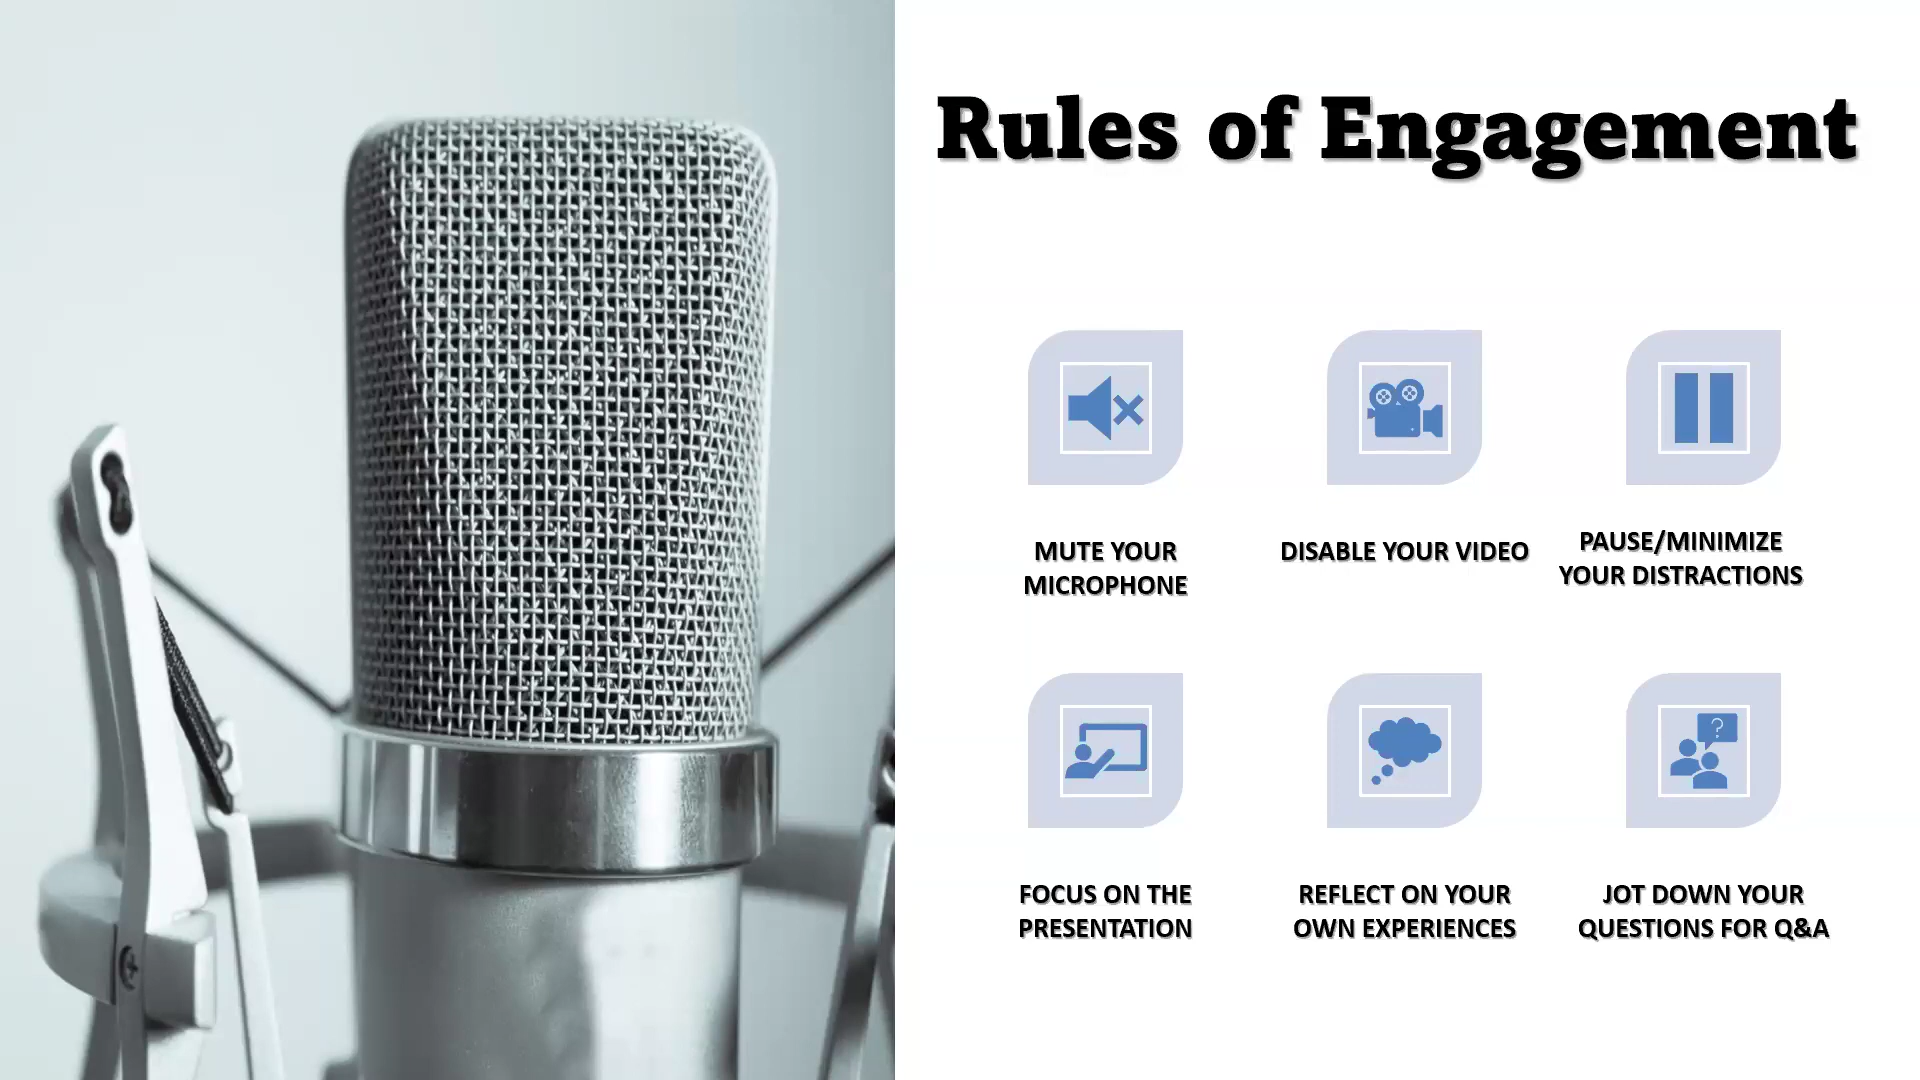 Rules of Engagement
MUTE YOUR
MICROPHONE
DISABLE YOUR VIDEO
PAUSE/MINIMIZE
YOUR DISTRACTIONS
FOCUS ON THE
PRESENTATION
REFLECT ON YOUR
OWN EXPERIENCES
JOT DOWN YOUR
QUESTIONS FOR Q&A